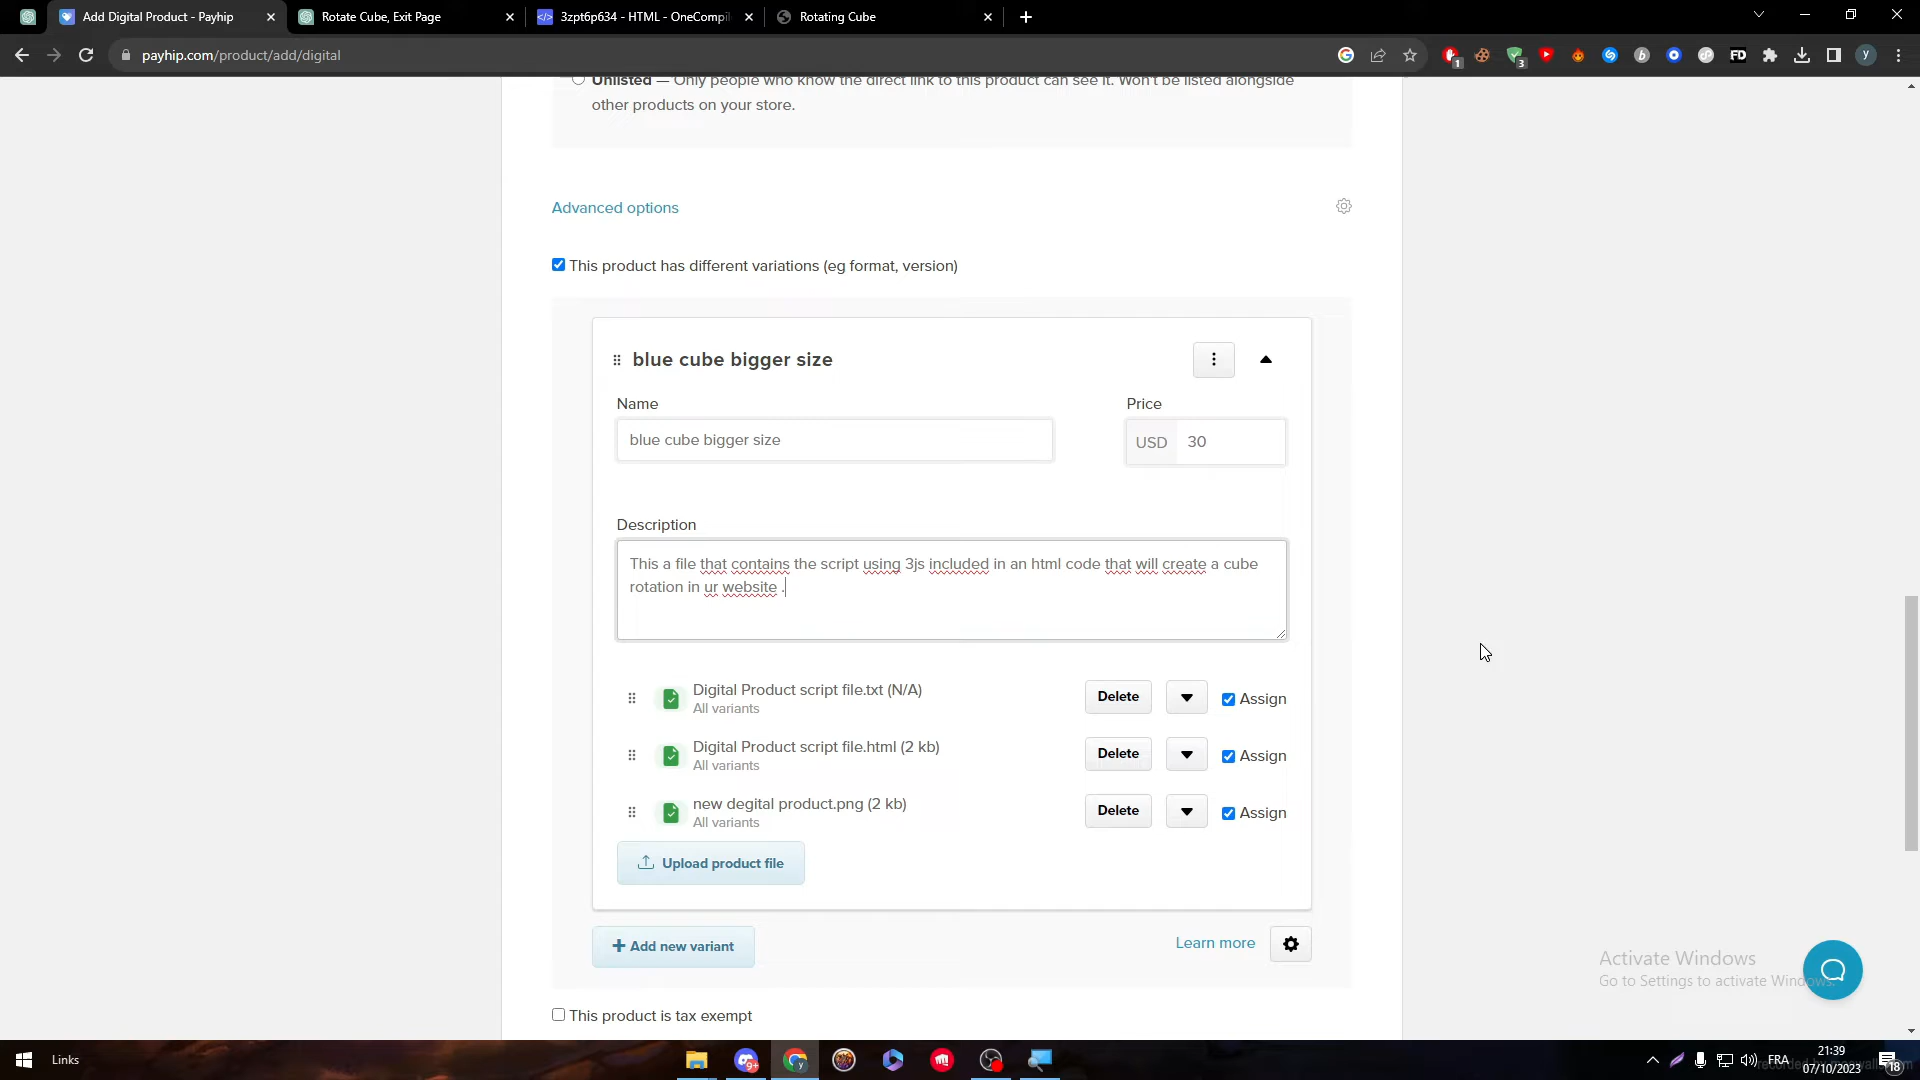 Add Digital Product - Payhip
Rotate Cube, Exit Page
3zpt6p634 - HTML - OneCompil
Rotating Cube
payhip.com/product/add/digital
Unlisted — Only people who know the direct link to this product can see it. Won't be listed alongside
other products on your store.
Advanced options
This product has different variations (eg format, version)
blue cube bigger size
Name
Price
blue cube bigger size
USD 30
Description
This a file that contains the script using 3js included in an html code that will create a cube
rotation in ur website .
Digital Product script file.txt (N/A)
All variants
Delete
Assign
Digital Product script file.html (2 kb)
All variants
Delete
Assign
new degital product.png (2 kb)
All variants
Delete
Assign
Upload product file
Add new variant
Learn more
Activate Windows
Go to Settings to activate Windows.
This product is tax exempt
Links
FRA
21:39
07/10/2023
18